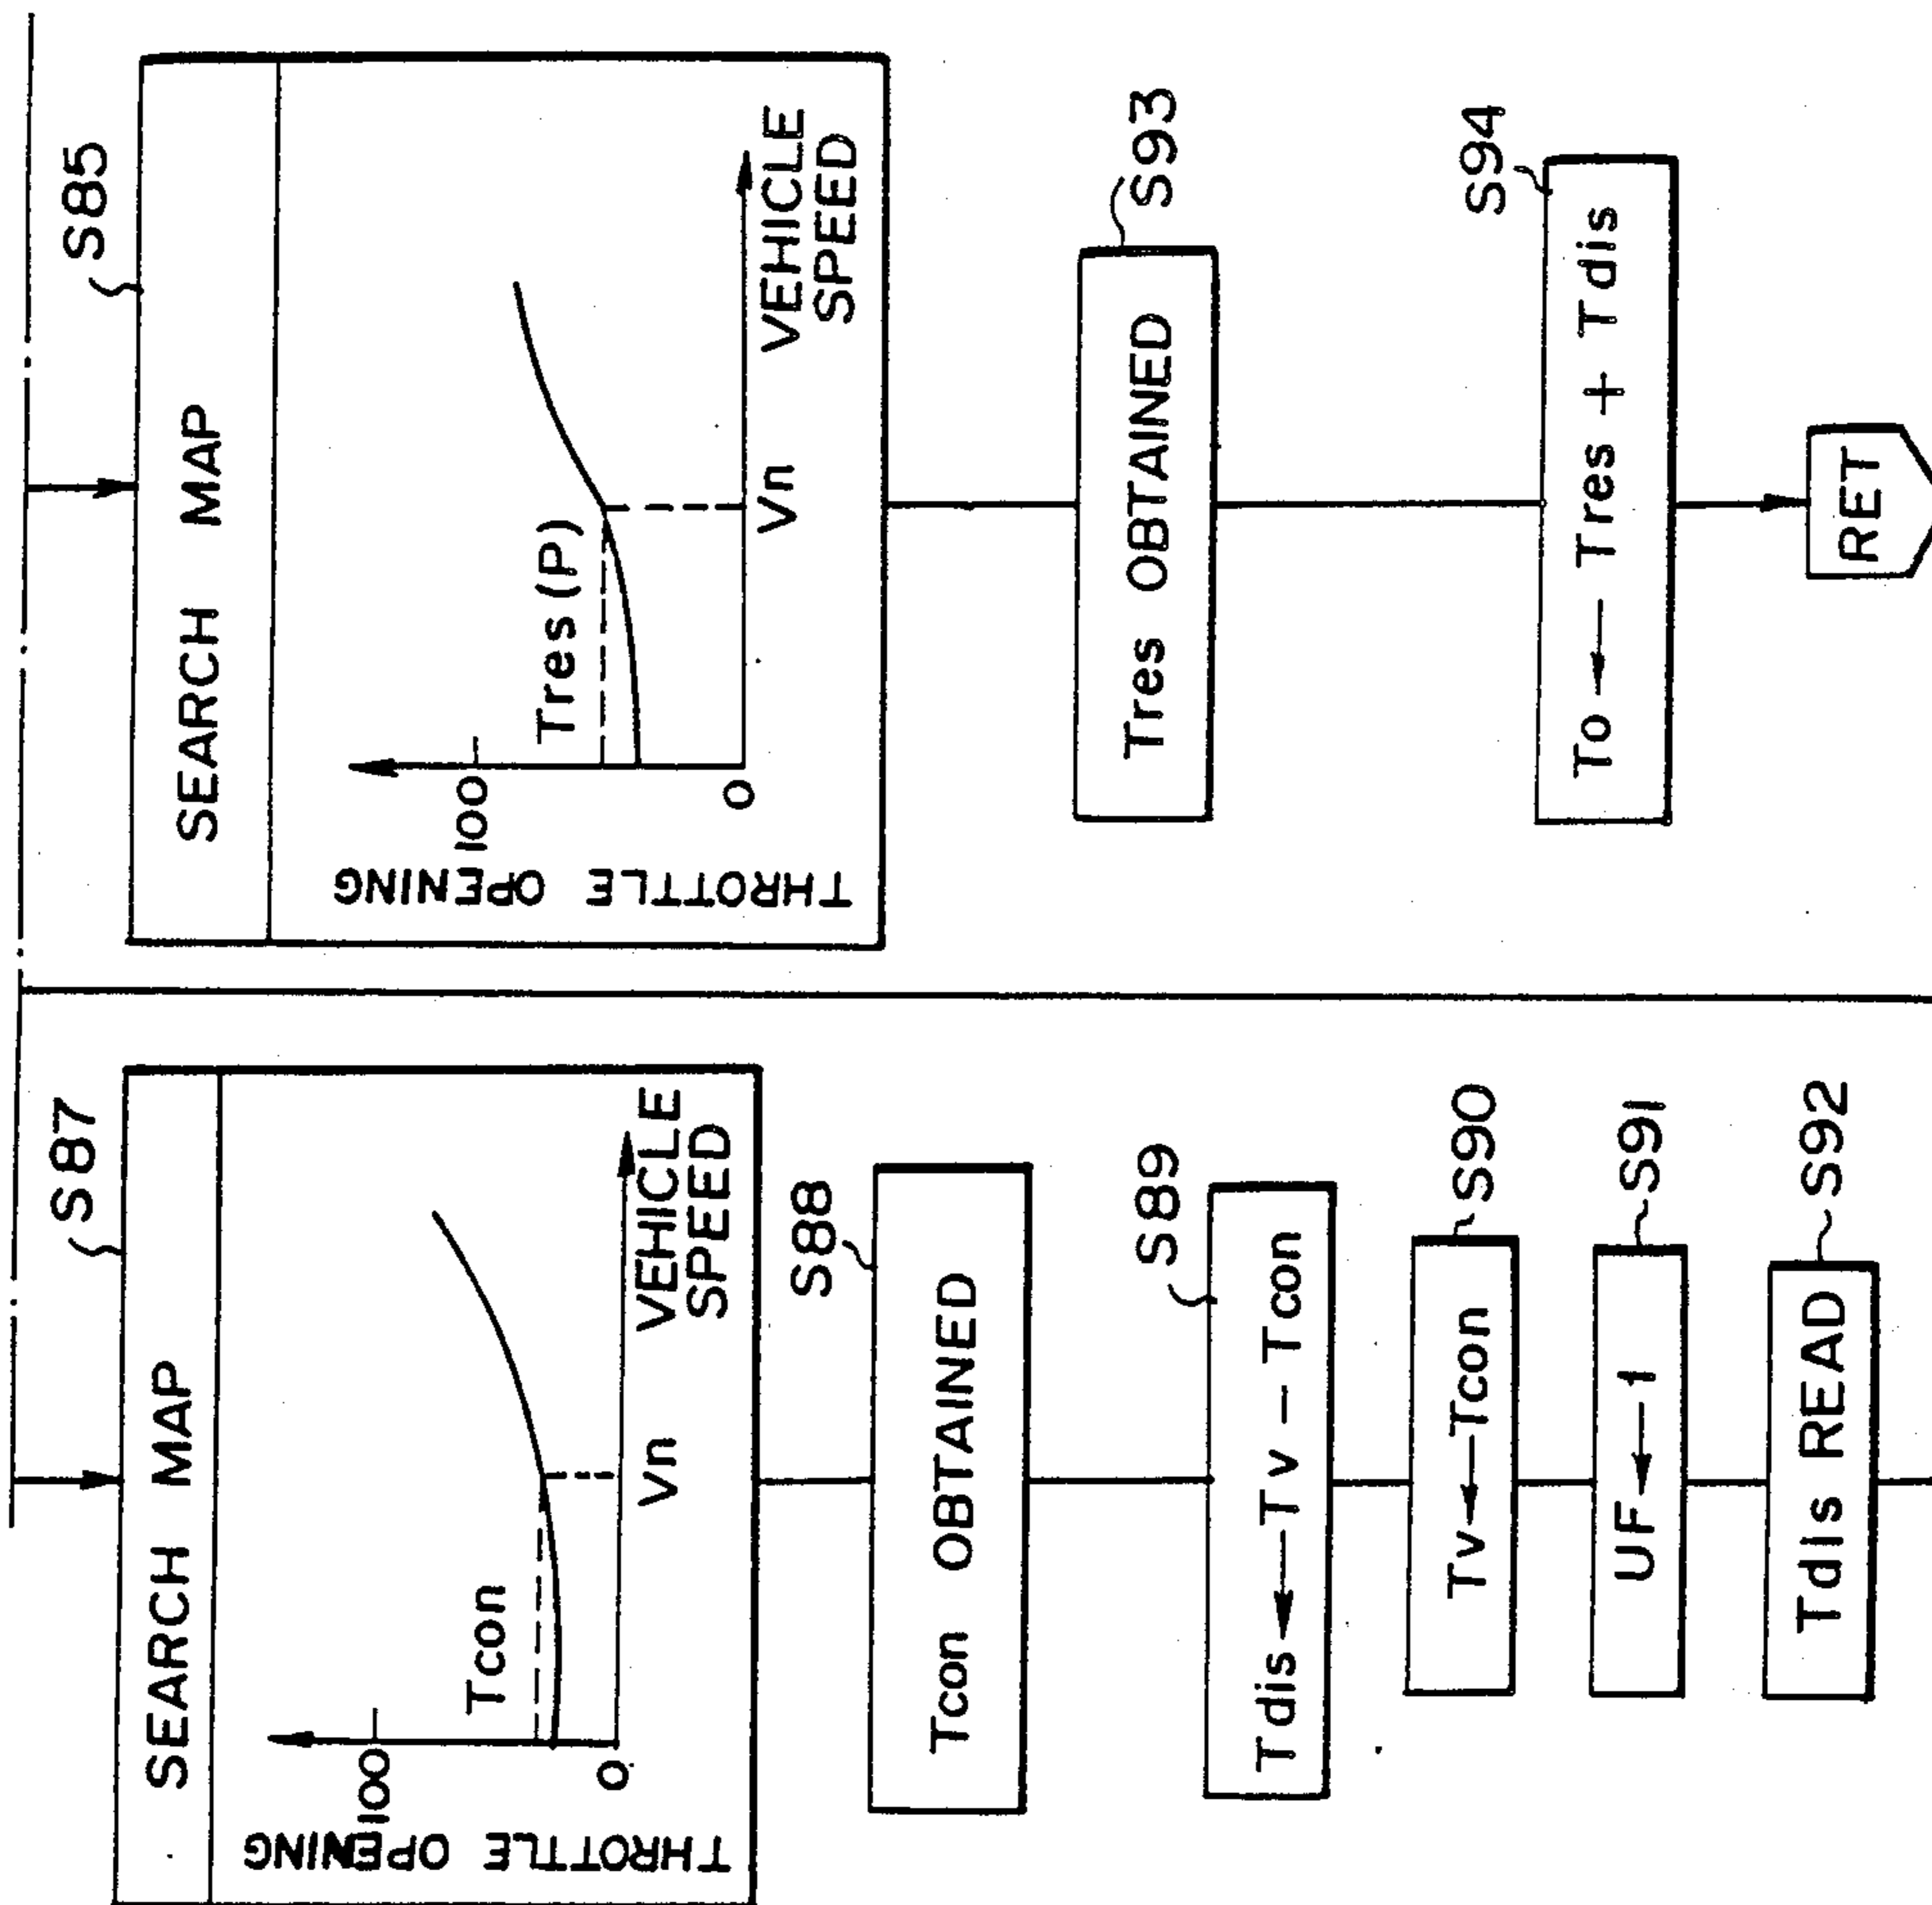 S87
SEARCH MAP
THROTTLE OPENING
100
0
Tcon
Vn
VEHICLE
SPEED
S88
Tcon OBTAINED
S89
Tdis ← Tv - Tcon
Tv ← Tcon
S90
UF ← 1
S91
Tdis READ
S92
S85
SEARCH MAP
THROTTLE OPENING
100
0
Tres (P)
Vn
VEHICLE
SPEED
Tres OBTAINED
S93
S94
To ← Tres + Tdis
RET